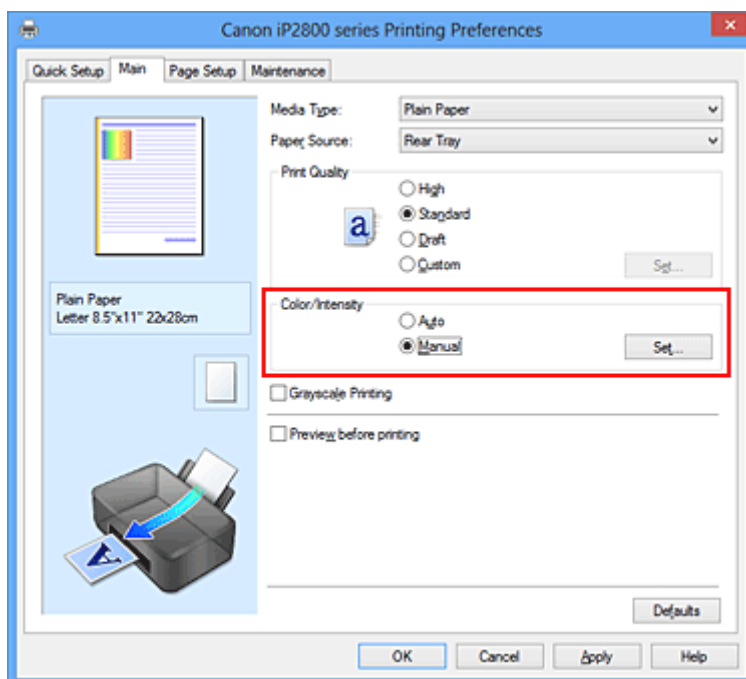 Canon iP2800 series Printing Preferences
Quick Setup Main Page Setup Maintenance
Media Type: Plain Paper
Paper Source: Rear Tray
Print Quality
High
a Standard
Draft
Custom Set...
Plain Paper
Letter 8.5"x11" 22x28cm
Color/Intensity
Auto
Manual Set...
Grayscale Printing
Preview before printing
A
Defaults
OK Cancel Apply Help